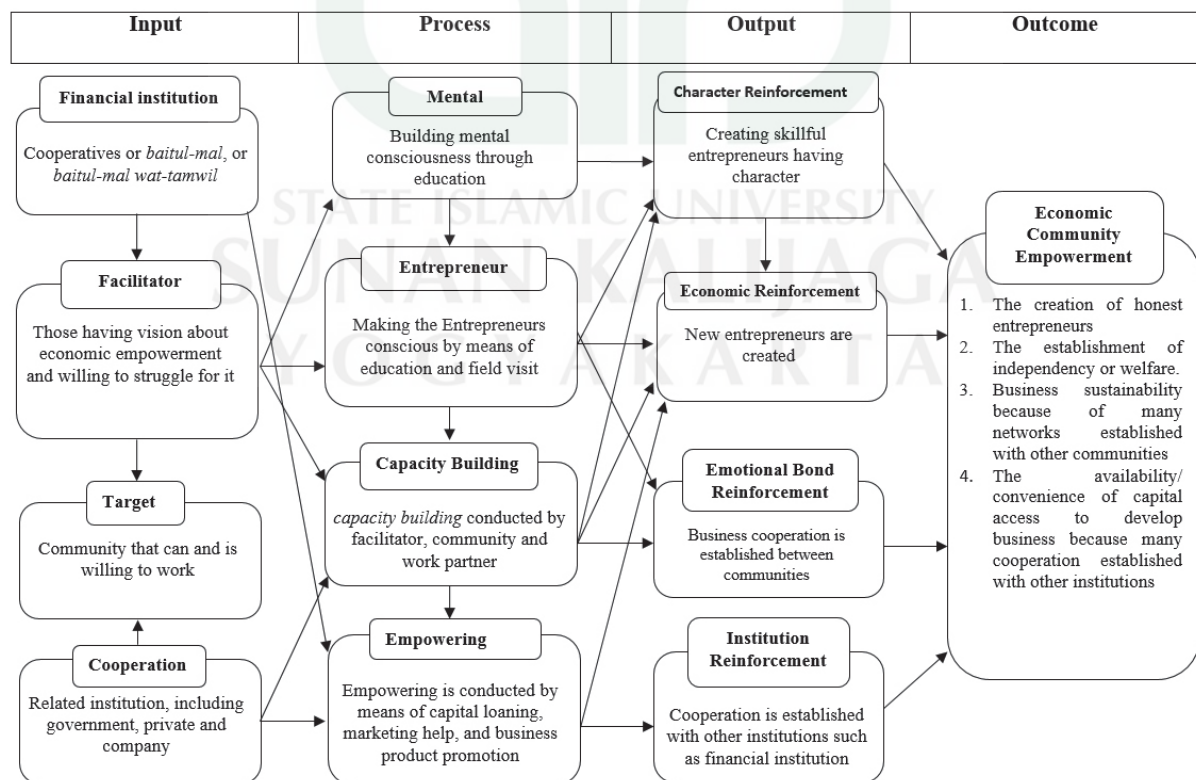 Input
Process
Output
Outcome
Financial institution
Cooperatives or baitul-mal, or
baitul-mal wat-tamwil
Facilitator
Those having vision about
economic empowerment
and willing to struggle for it
Target
Community that can and is
willing to work
Cooperation
Related institution, including
government, private and
company
Mental
Building mental
consciousness through
education
Entrepreneur
Making the Entrepreneurs
conscious by means of
education and field visit
Capacity Building
capacity building conducted by
facilitator, community and
work partner
Empowering
Empowering is conducted by
means of capital loaning,
marketing help, and business
product promotion
Character Reinforcement
Creating skillful
entrepreneurs having
character
Economic Reinforcement
New entrepreneurs are
created
Emotional Bond
Reinforcement
Business cooperation is
established between
communities
Institution
Reinforcement
Cooperation is established
with other institutions such
as financial institution
Economic
Community
Empowerment
1. The creation of honest
entrepreneurs
2. The establishment of
independency or welfare.
3. Business sustainability
because of many
networks established
with other communities
4. The availability/
convenience of capital
access to develop
business because many
cooperation established
with other institutions
STATE ISLAMIC UNIVERSITY
SUNAN KALIJAGA
YOGYAKARTA